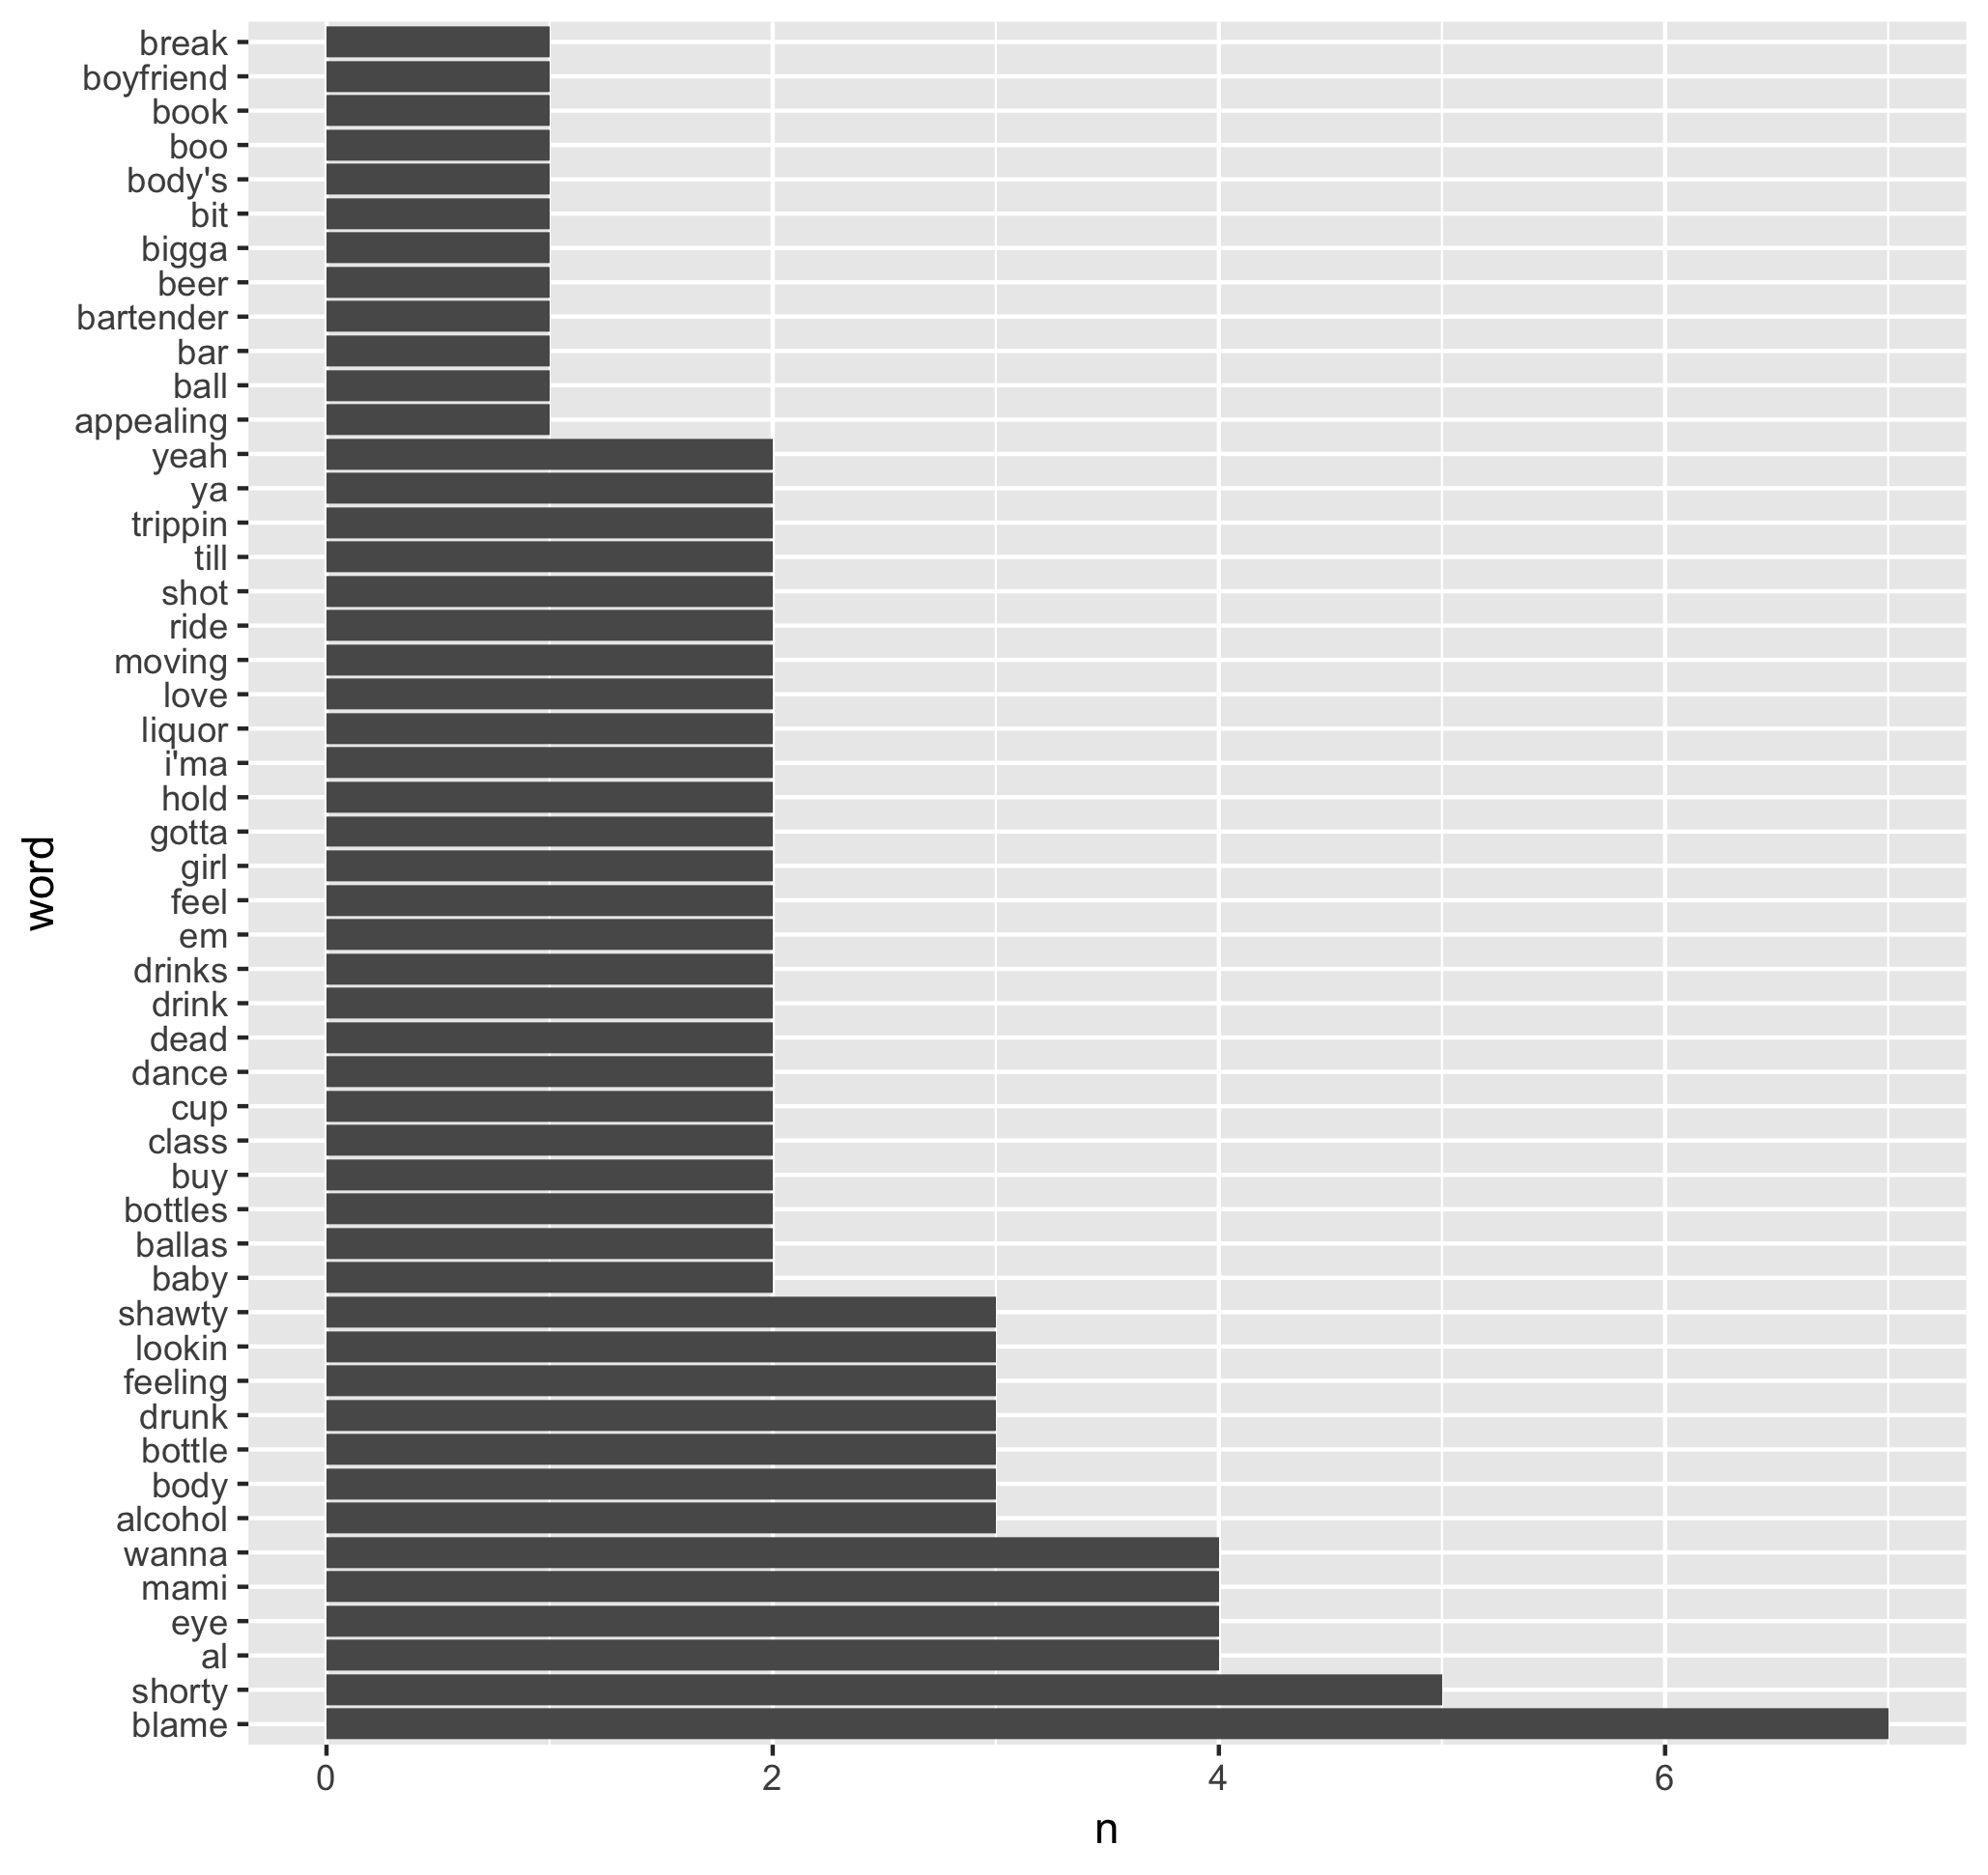 break
boyfriend
book
boo
body's
bit
bigga
beer
bartender
bar
ball
appealing
yeah
ya
trippin
till
shot
ride
moving
love
liquor
i'ma
hold
gotta
girl
feel
em
drinks
drink
dead
dance
cup
class
buy
bottles
ballas
baby
shawty
lookin
feeling
drunk
bottle
body
alcohol
wanna
mami
eye
al
shorty
blame
word
0 2 4 6
n